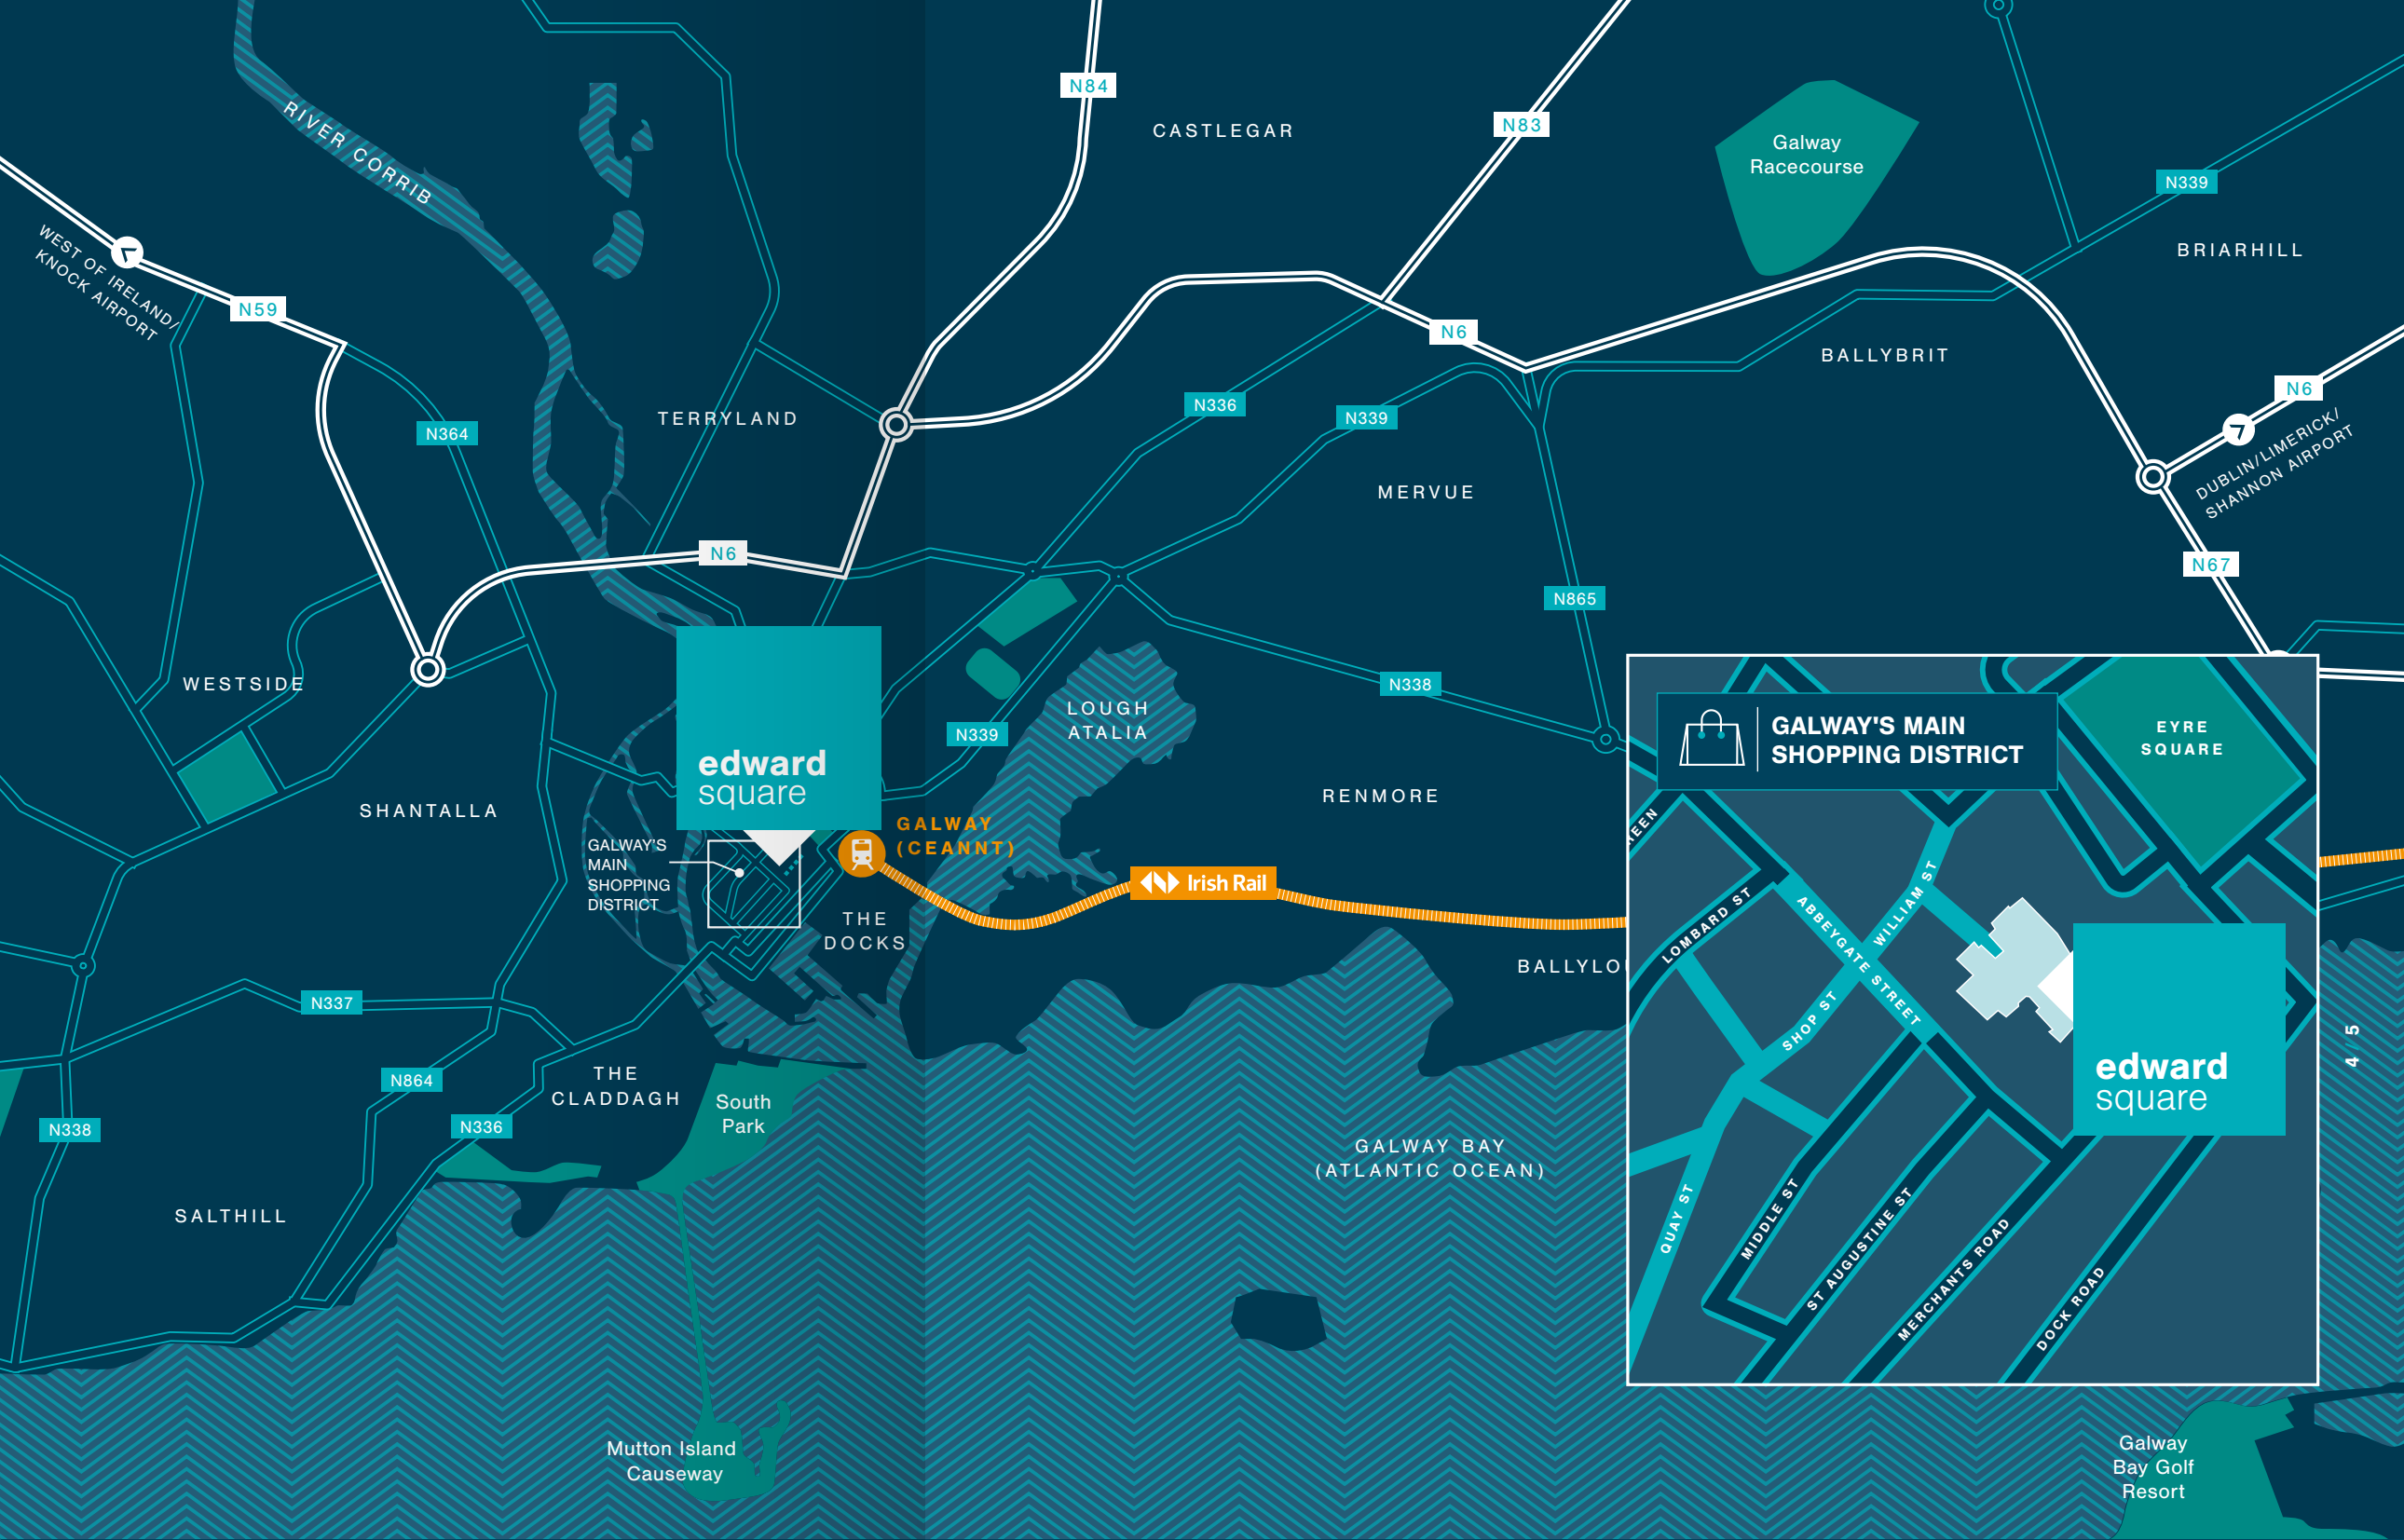 N84
CASTLEGAR
N83
Galway
Racecourse
N339
RIVER CORRIB
BRIARHILL
WEST OF IRELAND/
KNOCK AIRPORT
N59
N6
BALLYBRIT
N6
N336
N339
TERRYLAND
N364
DUBLIN/LIMERICK/
SHANNON AIRPORT
MERVUE
N6
N67
N865
WESTSIDE
N338
LOUGH
ATALIA
N339
edward
square
SHANTALLA
RENMORE
GALWAY
(CEANNT)
GALWAY'S
MAIN
SHOPPING
DISTRICT
Irish Rail
THE
DOCKS
BALLYLOU
N337
N864
THE
CLADDAGH
South
Park
N336
N338
GALWAY BAY
(ATLANTIC OCEAN)
SALTHILL
Mutton Island
Causeway
GALWAY'S MAIN
SHOPPING DISTRICT
EYRE
SQUARE
REEN
LOMBARD ST
ABBEYGATE STREET
WILLIAM ST
SHOP ST
edward
square
QUAY ST
MIDDLE ST
ST AUGUSTINE ST
MERCHANTS ROAD
DOCK ROAD
4 / 5
Galway
Bay Golf
Resort